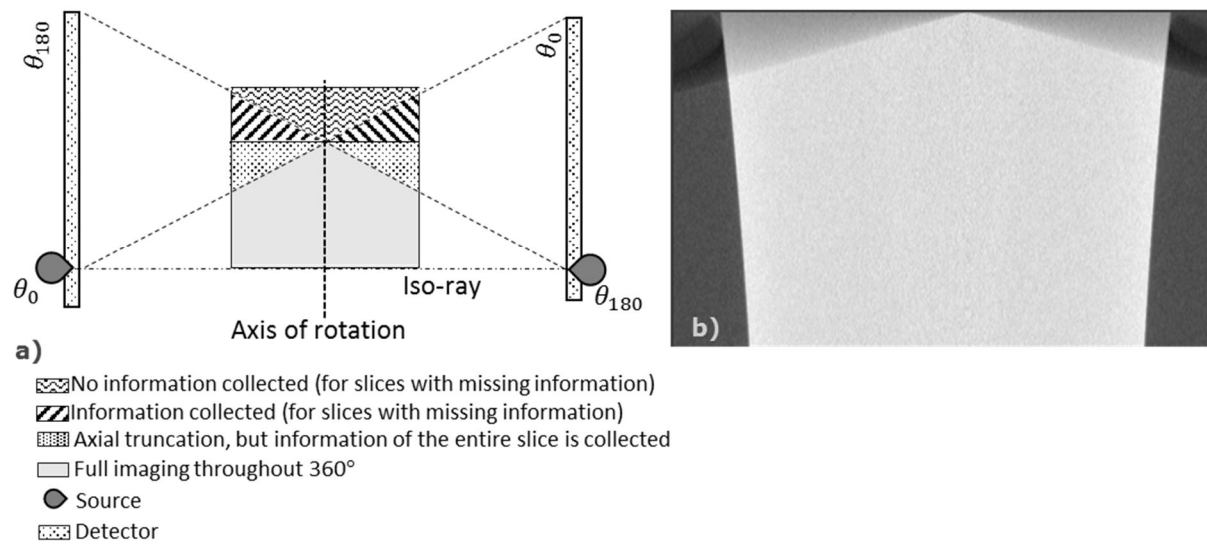 θ180
θ0
θ0
Iso-ray
θ180
Axis of rotation
a)
b)
No information collected (for slices with missing information)
Information collected (for slices with missing information)
Axial truncation, but information of the entire slice is collected
Full imaging throughout 360°
Source
Detector